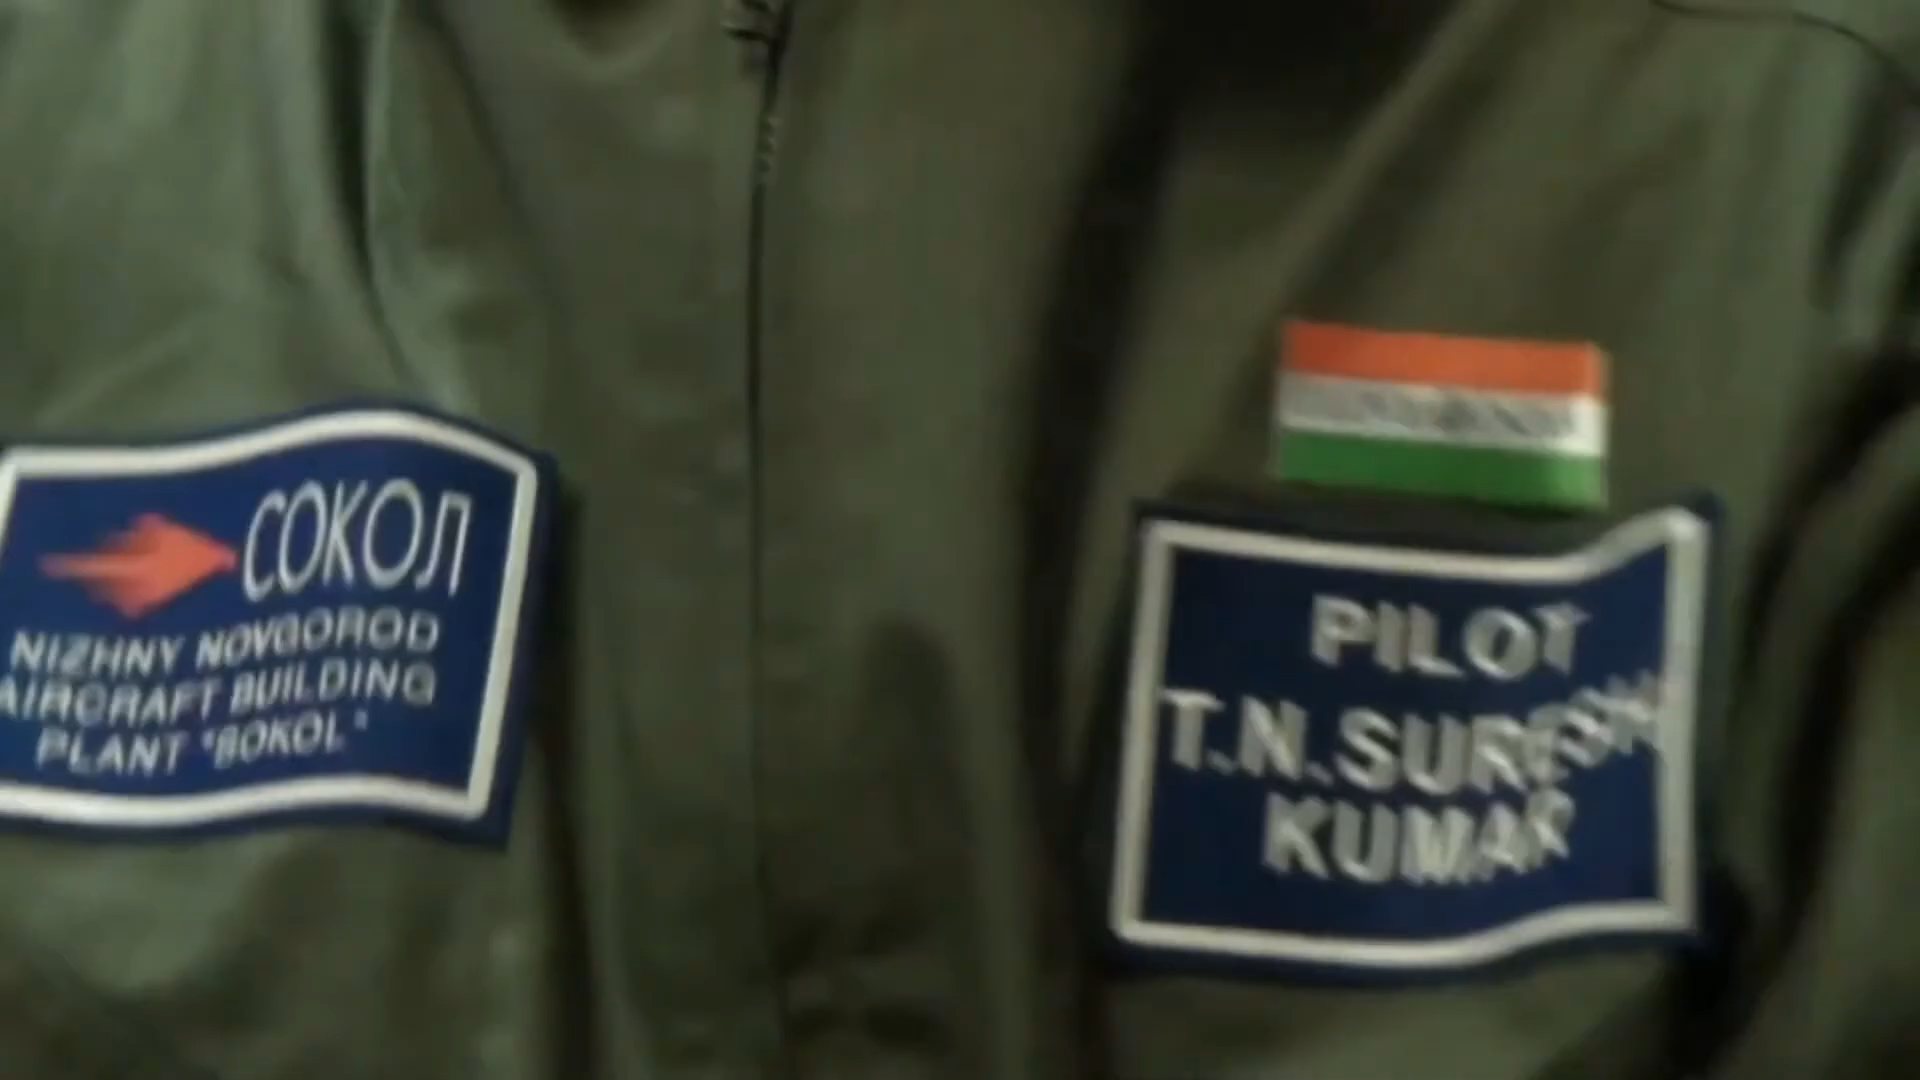 СОКОЛ
NIZHNY NOVGOROD
AIRCRAFT BUILDING
PLANT "SOKOL"
PILOT
T.N.SURESH
KUMAR